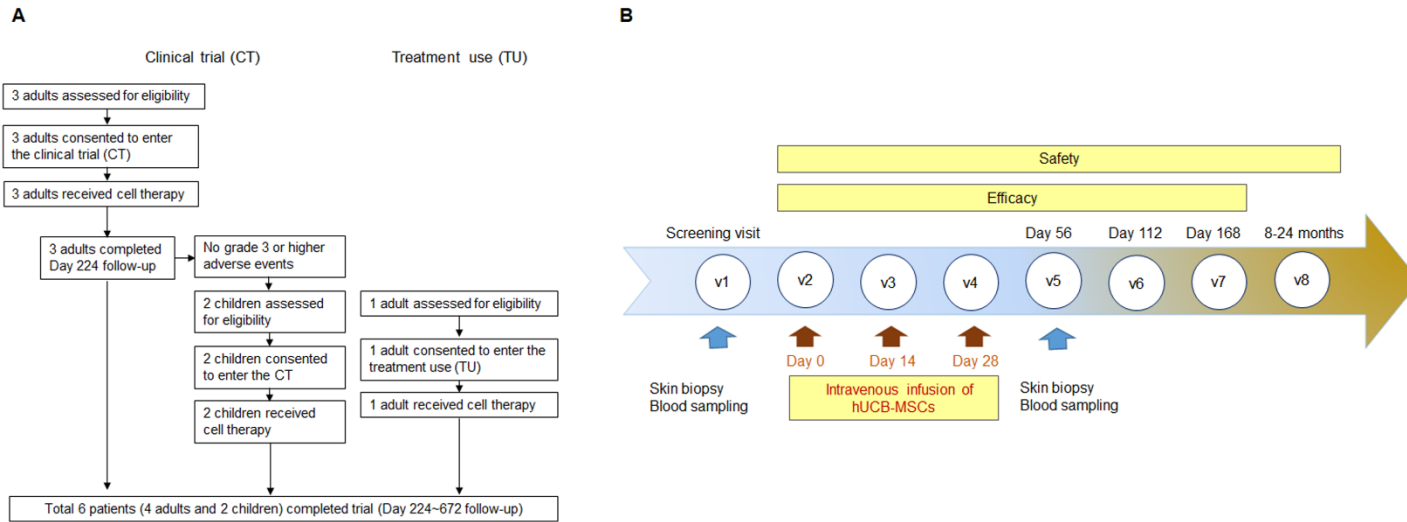 A
Clinical trial (CT)
Treatment use (TU)
3 adults assessed for eligibility
3 adults consented to enter
the clinical trial (CT)
3 adults received cell therapy
3 adults completed
Day 224 follow-up
No grade 3 or higher
adverse events
2 children assessed
for eligibility
2 children consented
to enter the CT
2 children received
cell therapy
1 adult assessed for eligibility
1 adult consented to enter the
treatment use (TU)
1 adult received cell therapy
Total 6 patients (4 adults and 2 children) completed trial (Day 224~672 follow-up)
B
Safety
Efficacy
Screening visit
Day 56
Day 112
Day 168
8-24 months
v1
v2
v3
v4
v5
v6
v7
v8
Day 0
Day 14
Day 28
Skin biopsy
Blood sampling
Intravenous infusion of
hUCB-MSCs
Skin biopsy
Blood sampling